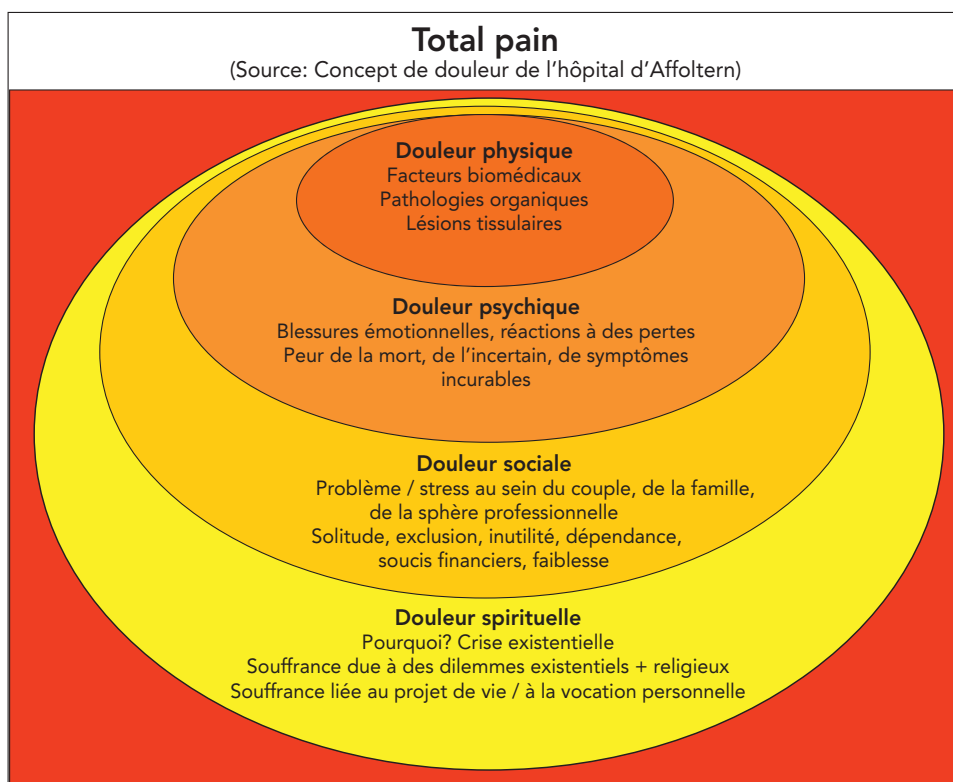 Total pain
(Source: Concept de douleur de l’hôpital d’Affoltern)
Douleur physique
Facteurs biomédicaux
Pathologies organiques
Lésions tissulaires
Douleur psychique
Blessures émotionnelles, réactions à des pertes
Peur de la mort, de l’incertain, de symptômes
incurables
Douleur sociale
Problème / stress au sein du couple, de la famille,
de la sphère professionnelle
Solitude, exclusion, inutilité, dépendance,
soucis financiers, faiblesse
Douleur spirituelle
Pourquoi? Crise existentielle
Souffrance due à des dilemmes existentiels + religieux
Souffrance liée au projet de vie / à la vocation personnelle